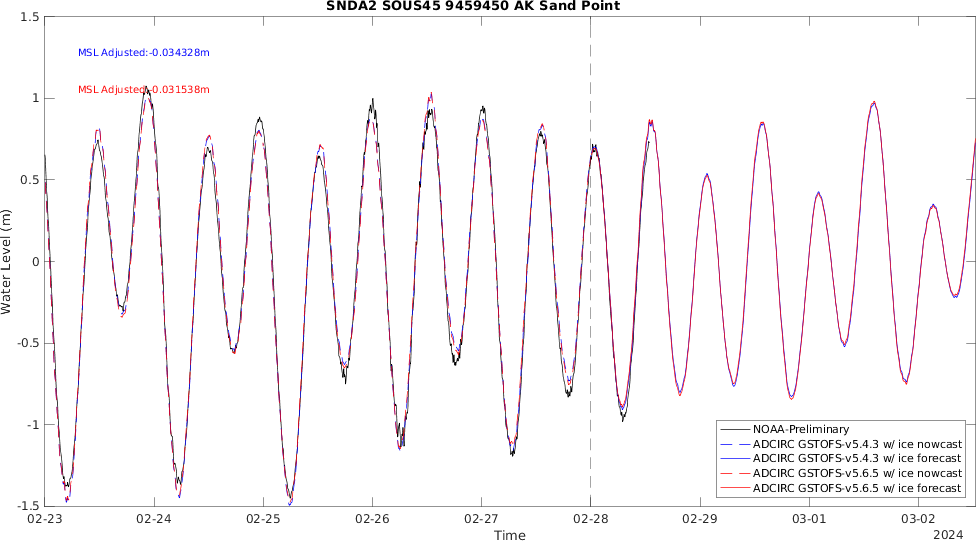 SNDA2 SOUS45 9459450 AK Sand Point
1.5
MSL Adjusted:-0.034328m
MSL Adjusted:-0.031538m
1
0.5
0
-0.5
-1
-1.5
Water Level (m)
NOAA-Preliminary
ADCIRC GSTOFS-v5.4.3 w/ ice nowcast
ADCIRC GSTOFS-v5.4.3 w/ ice forecast
ADCIRC GSTOFS-v5.6.5 w/ ice nowcast
ADCIRC GSTOFS-v5.6.5 w/ ice forecast
02-23 02-24 02-25 02-26 02-27 02-28 02-29 03-01 03-02
Time
2024